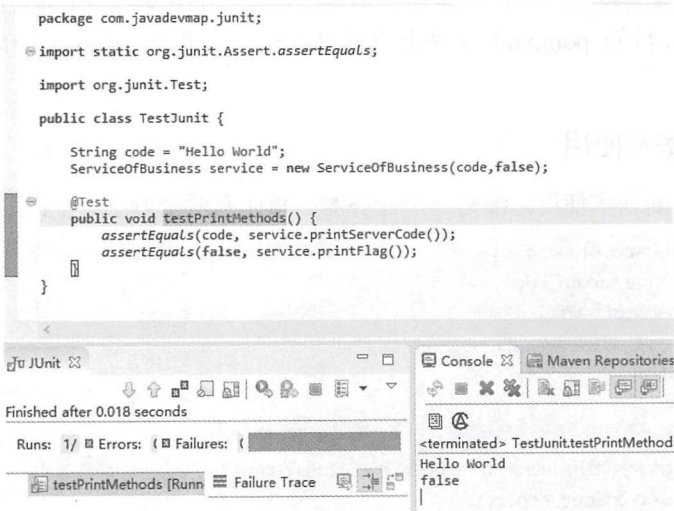 package com.javadevmap.junit;
import static org.junit.Assert.assertEquals;
import org.junit.Test;
public class TestJunit {
String code = "Hello World";
ServiceOfBusiness service = new ServiceOfBusiness(code,false);
@Test
public void testPrintMethods() {
assertEquals(code, service.printServerCode());
assertEquals(false, service.printFlag());
}
}
JUnit
Finished after 0.018 seconds
Runs: 1/ Errors: ( Failures: (
testPrintMethods [Runn
Failure Trace
Console Maven Repositories
<terminated> TestJunit.testPrintMethod
Hello World
false